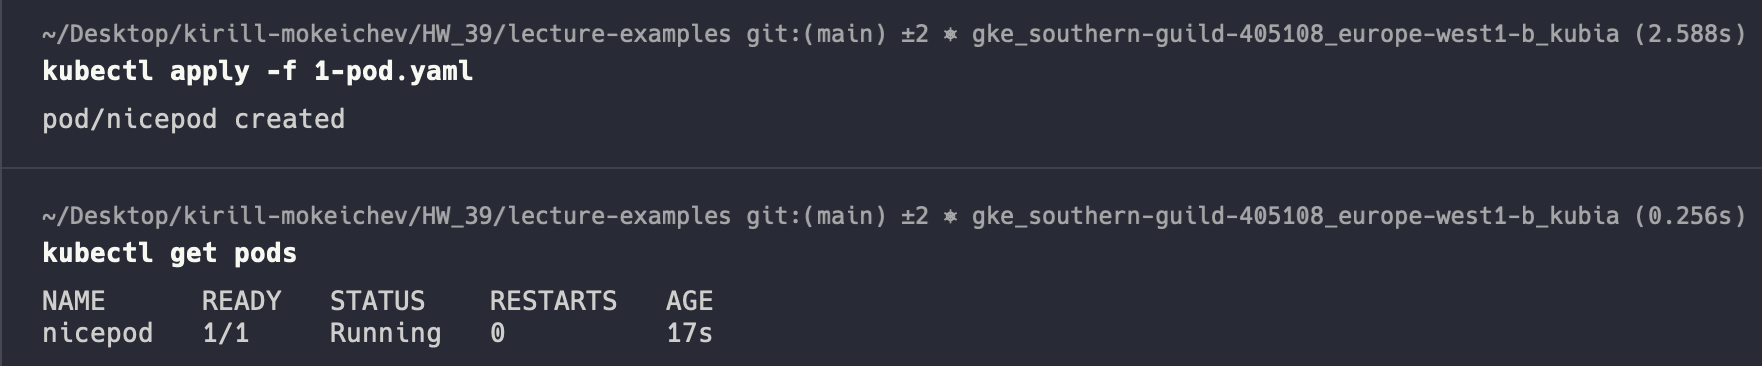 ~/Desktop/kirill-mokeichev/HW_39/lecture-examples git:(main) ±2 ⎈ gke_southern-guild-405108_europe-west1-b_kubia (2.588s)
kubectl apply -f 1-pod.yaml
pod/nicepod created
~/Desktop/kirill-mokeichev/HW_39/lecture-examples git:(main) ±2 ⎈ gke_southern-guild-405108_europe-west1-b_kubia (0.256s)
kubectl get pods
NAME READY STATUS RESTARTS AGE
nicepod 1/1 Running 0 17s